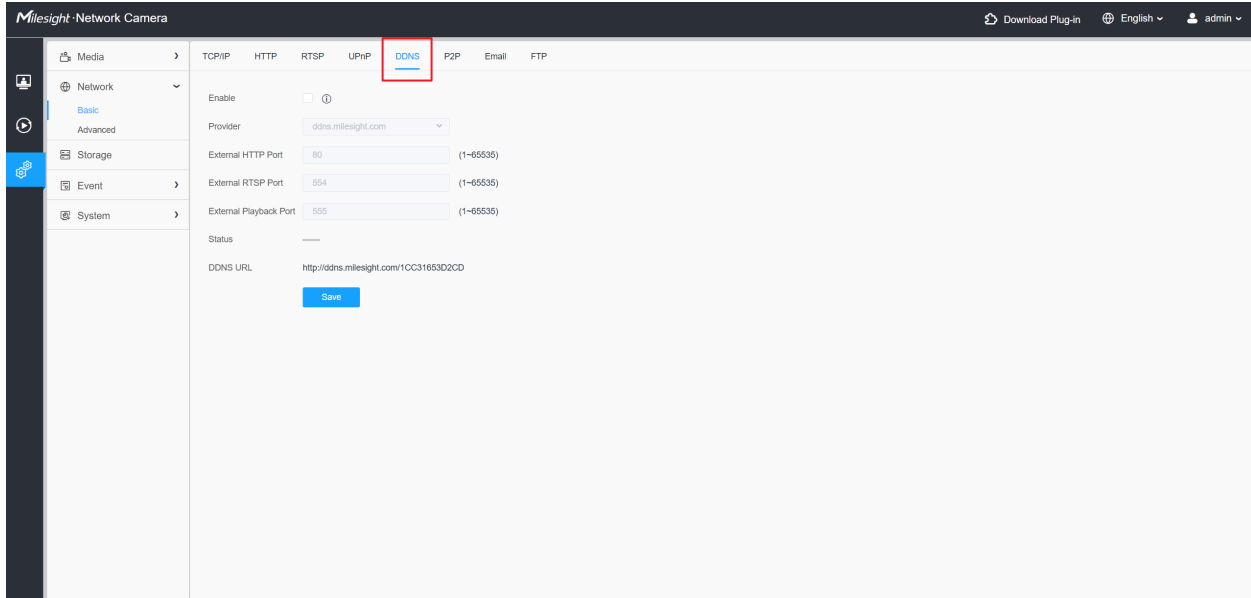 Milesight · Network Camera
Download Plug-in
English
admin
Media
Network
Basic
Advanced
Storage
Event
System
TCP/IP HTTP RTSP UPnP DDNS P2P Email FTP
Enable
Provider ddns.milesight.com
External HTTP Port 80 (1~65535)
External RTSP Port 554 (1~65535)
External Playback Port 555 (1~65535)
Status
DDNS URL http://ddns.milesight.com/1CC31653D2CD
Save